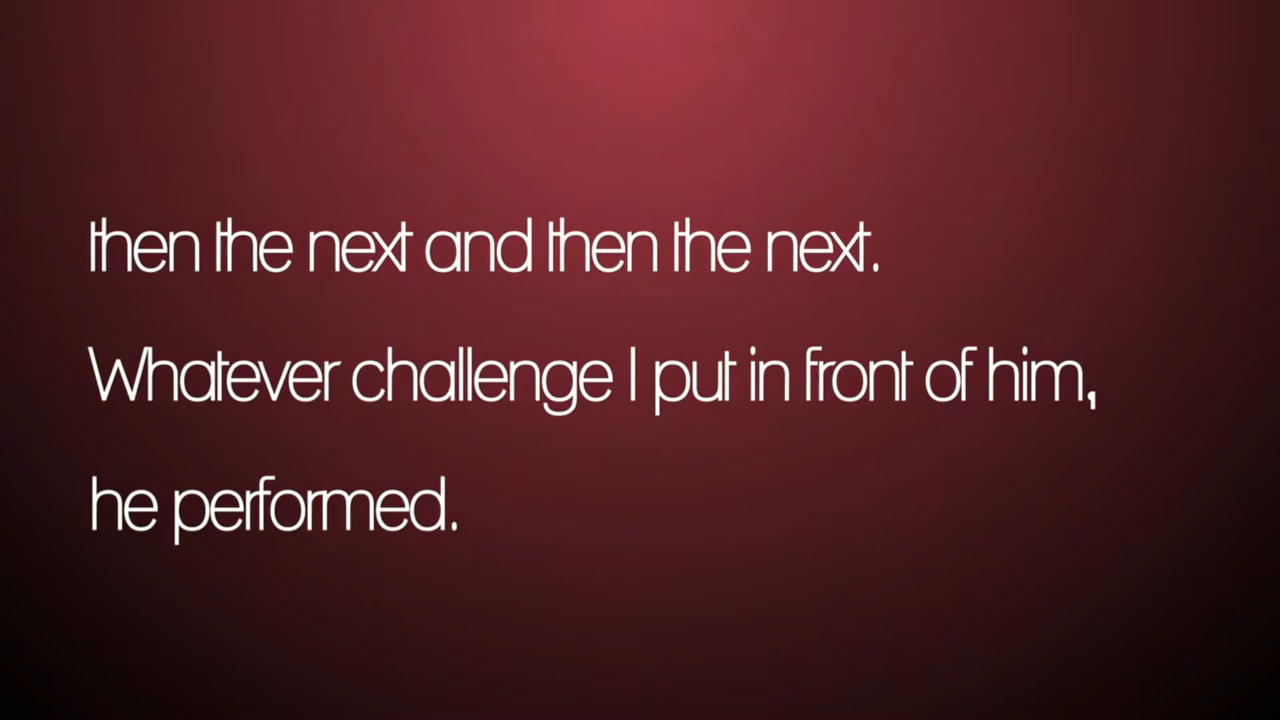 then the next and then the next.
Whatever challenge I put in front of him,
he performed.